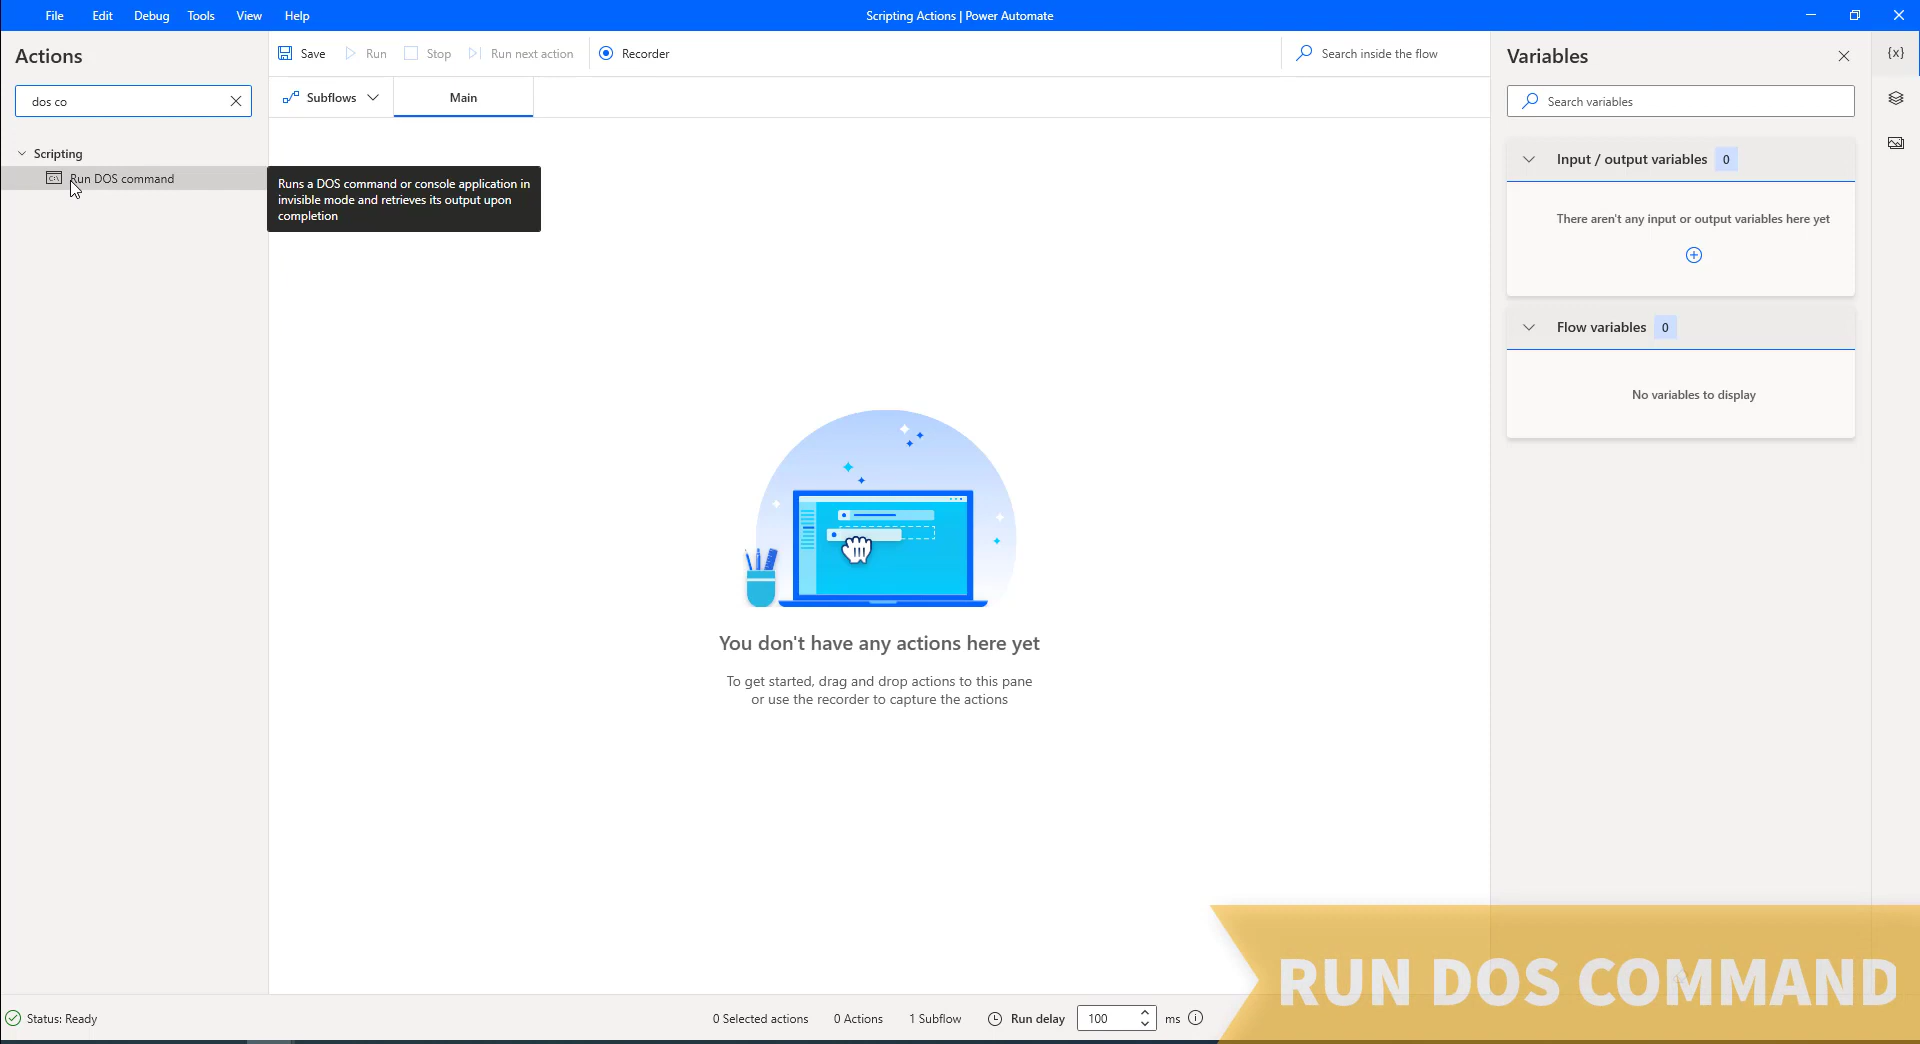 File Edit Debug Tools View Help
Scripting Actions | Power Automate
Actions
dos co
Scripting
Run DOS command
Runs a DOS command or console application in
invisible mode and retrieves its output upon
completion
Save Run Stop Run next action Recorder
Search inside the flow
Subflows Main
You don't have any actions here yet
To get started, drag and drop actions to this pane
or use the recorder to capture the actions
Variables
{x}
Search variables
Input / output variables 0
There aren't any input or output variables here yet
Flow variables 0
No variables to display
RUN DOS COMMAND
Status: Ready
0 Selected actions 0 Actions 1 Subflow Run delay 100 ms